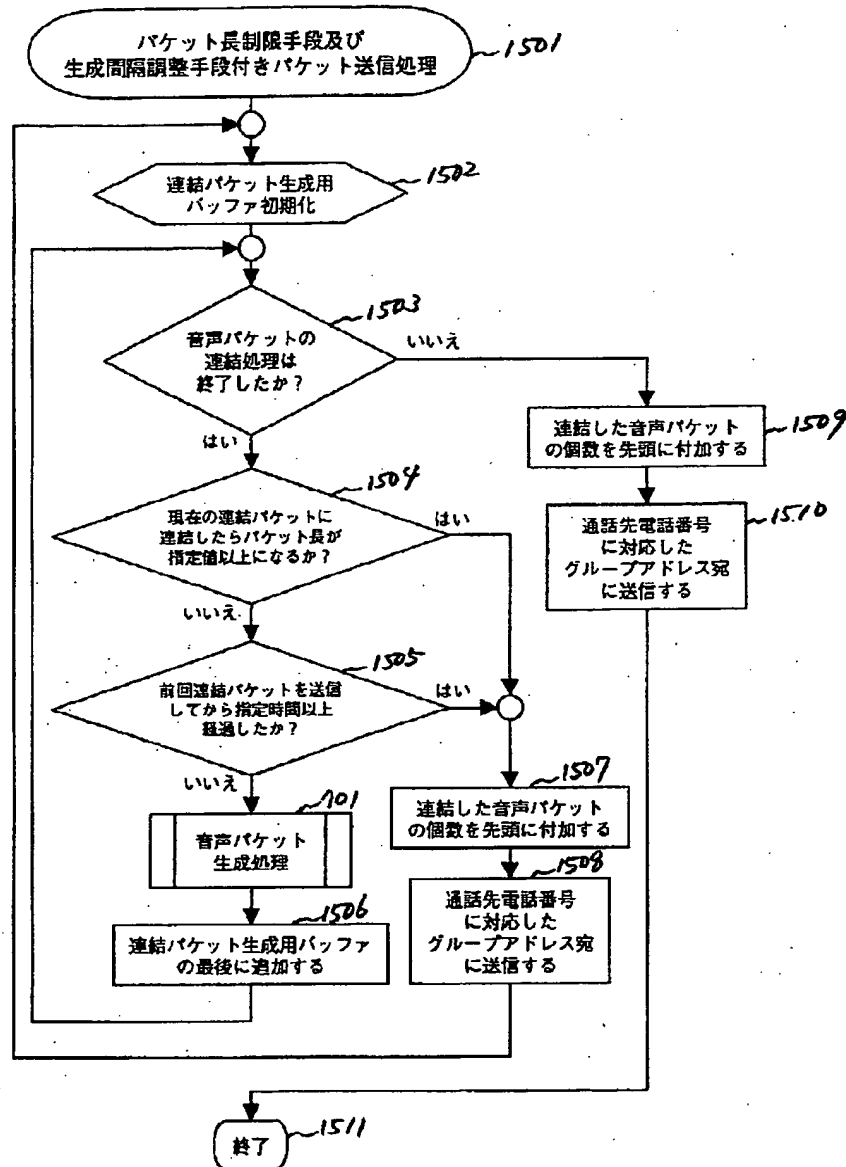 パケット長制限手段及び
生成間隔調整手段付きパケット送信処理
1501
連結パケット生成用
バッファ初期化
1502
音声パケットの
連結処理は
終了したか？
1503
いいえ
はい
連結した音声パケット
の個数を先頭に付加する
1509
現在の連結パケットに
連結したらパケット長が
指定値以上になるか？
1504
はい
いいえ
通話先電話番号
に対応した
グループアドレス宛
に送信する
1510
前回連結パケットを送信
してから指定時間以上
経過したか？
1505
はい
いいえ
701
音声パケット
生成処理
1507
連結した音声パケット
の個数を先頭に付加する
1506
連結パケット生成用バッファ
の最後に追加する
1508
通話先電話番号
に対応した
グループアドレス宛
に送信する
終了
1511